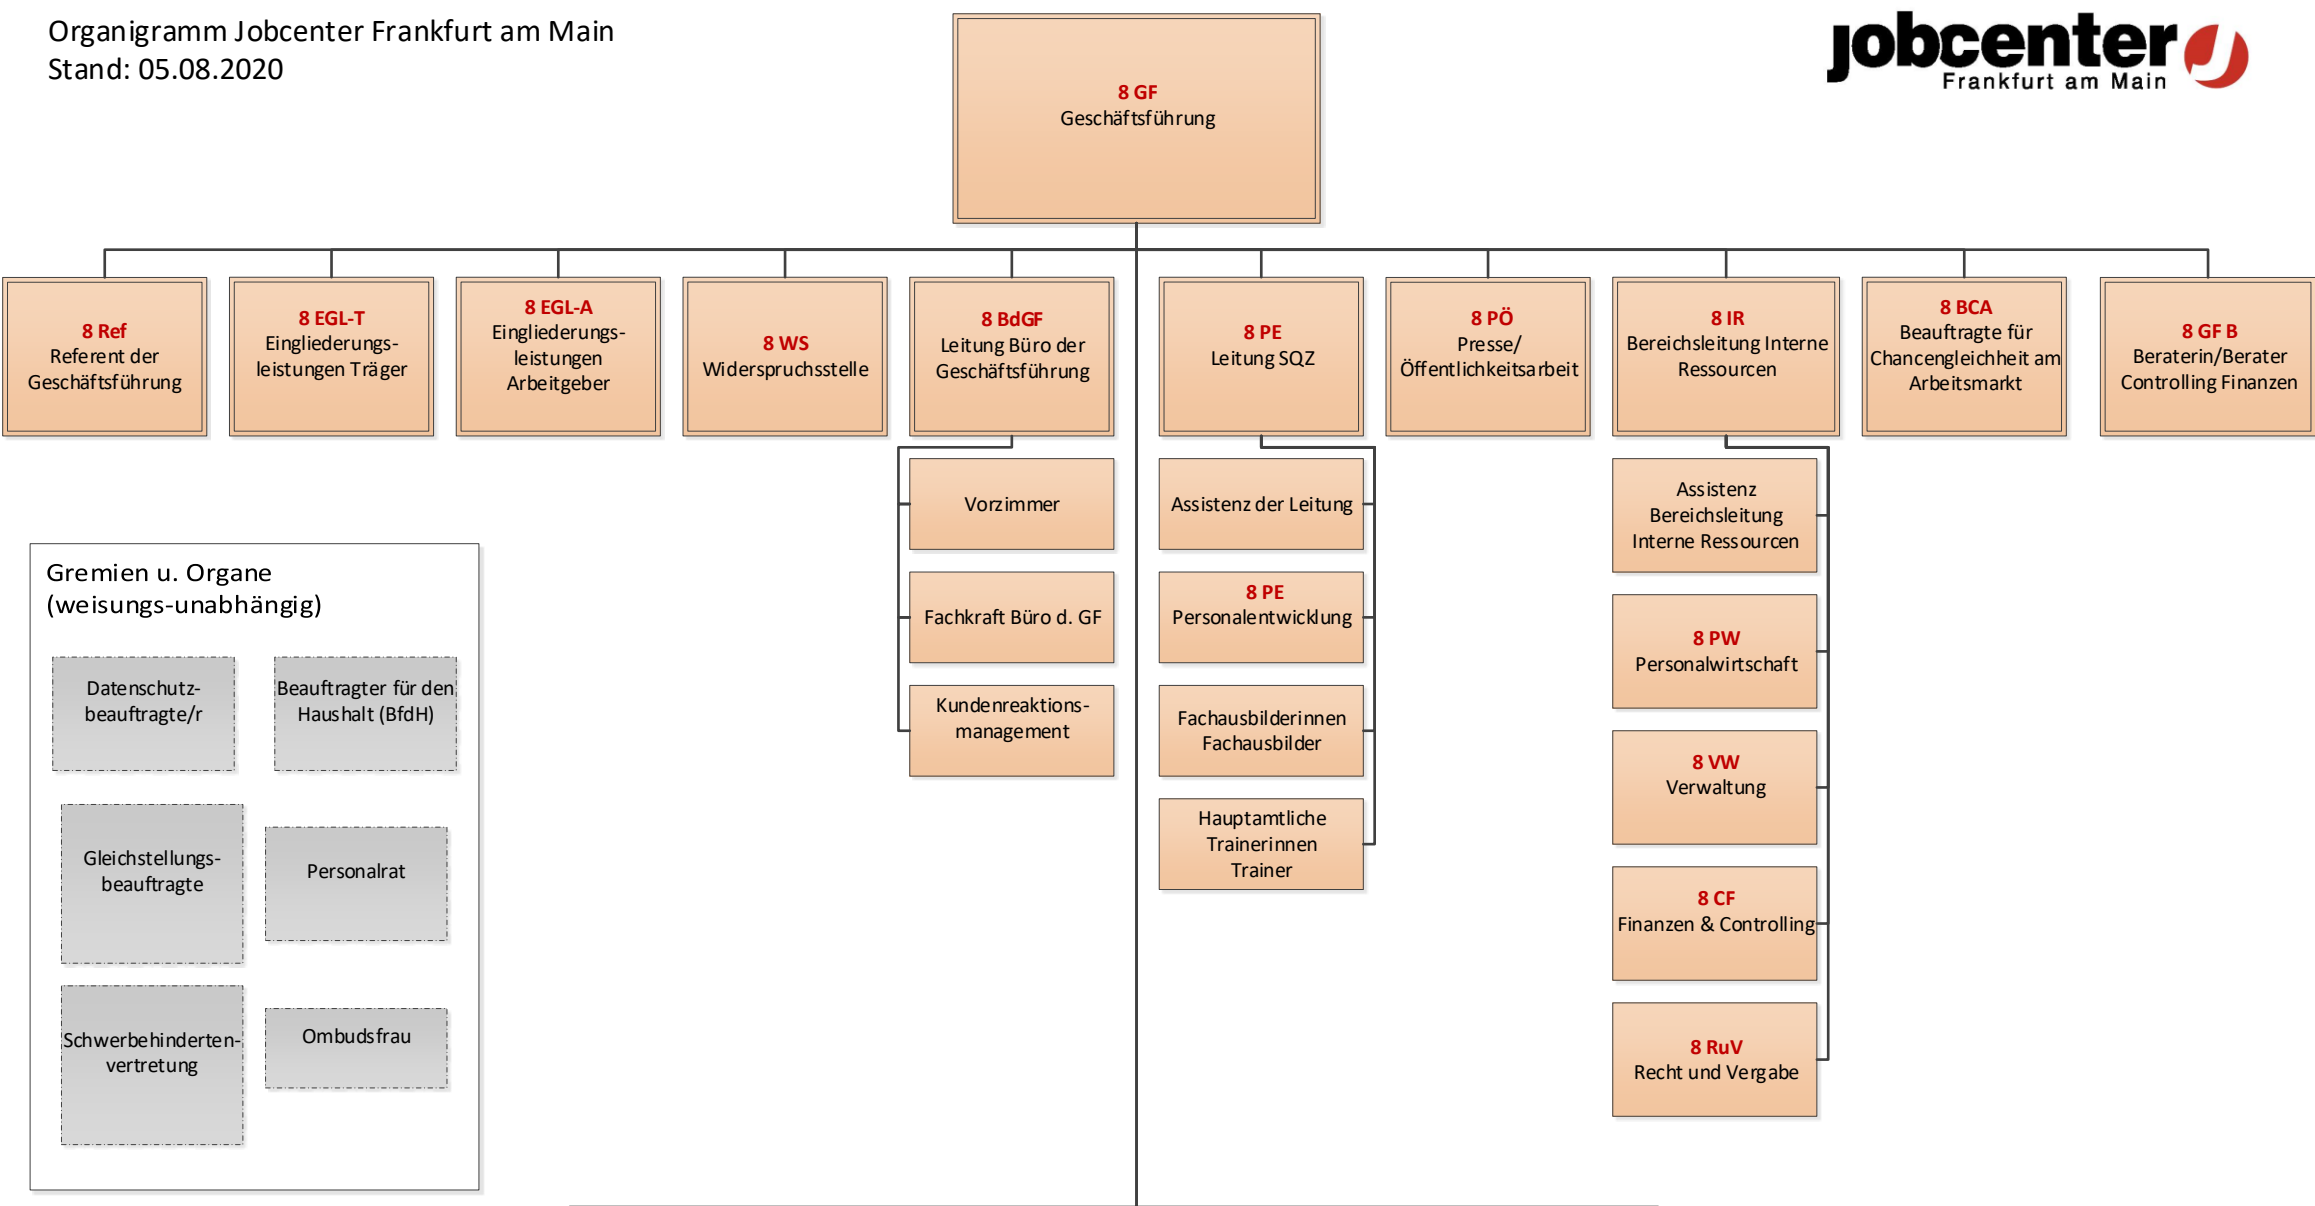 Organigramm Jobcenter Frankfurt am Main
Stand: 05.08.2020
jobcenter
Frankfurt am Main
8 GF
Geschäftsführung
8 Ref
Referent der
Geschäftsführung
8 EGL-T
Eingliederungs-
leistungen Träger
8 EGL-A
Eingliederungs-
leistungen
Arbeitgeber
8 WS
Widerspruchsstelle
8 BdGF
Leitung Büro der
Geschäftsführung
8 PE
Leitung SQZ
8 PÖ
Presse/
Öffentlichkeitsarbeit
8 IR
Bereichsleitung Interne
Ressourcen
8 BCA
Beauftragte für
Chancengleichheit am
Arbeitsmarkt
8 GF B
Beraterin/Berater
Controlling Finanzen
Vorzimmer
Fachkraft Büro d. GF
Kundenreaktions-
management
Assistenz der Leitung
8 PE
Personalentwicklung
Fachausbilderinnen
Fachausbilder
Hauptamtliche
Trainerinnen
Trainer
Assistenz
Bereichsleitung
Interne Ressourcen
8 PW
Personalwirtschaft
8 VW
Verwaltung
8 CF
Finanzen & Controlling
8 RuV
Recht und Vergabe
Gremien u. Organe
(weisungs-unabhängig)
Datenschutz-
beauftragte/r
Beauftragter für den
Haushalt (BfdH)
Gleichstellungs-
beauftragte
Personalrat
Schwerbehinderten-
vertretung
Ombudsfrau